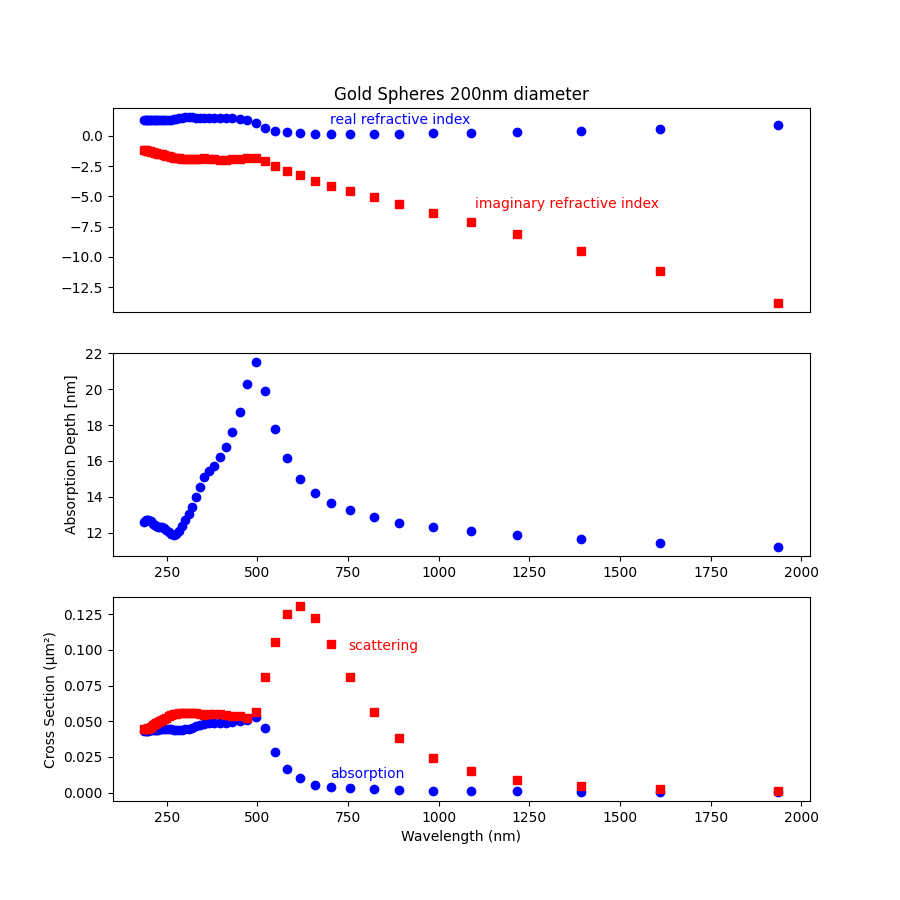 Gold Spheres 200nm diameter
real refractive index
imaginary refractive index
0.0
−2.5
−5.0
−7.5
−10.0
−12.5
Absorption Depth [nm]
22
20
18
16
14
12
250 500 750 1000 1250 1500 1750 2000
Cross Section (μm²)
0.125
0.100
0.075
0.050
0.025
0.000
scattering
absorption
250 500 750 1000 1250 1500 1750 2000
Wavelength (nm)